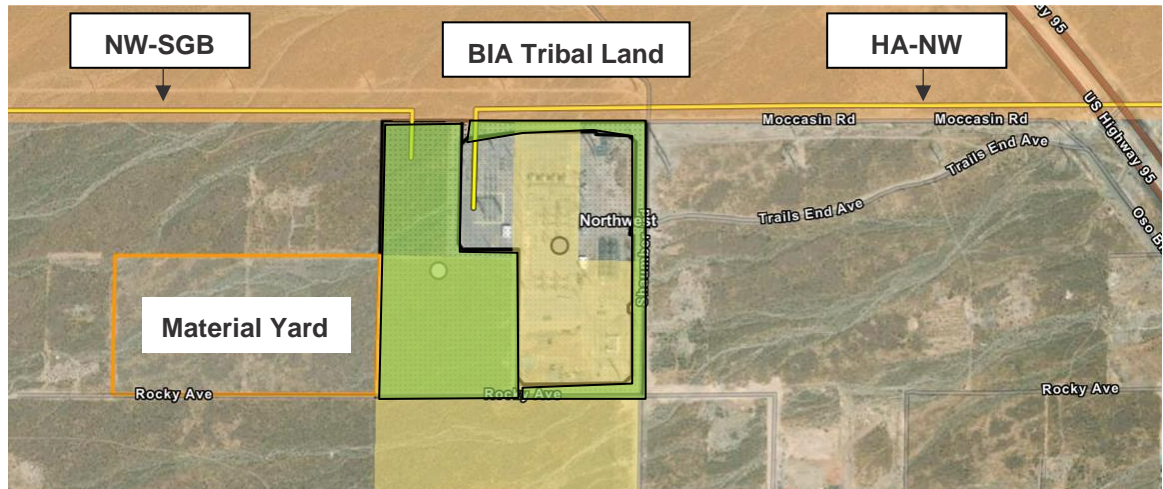 NW-SGB
BIA Tribal Land
HA-NW
US Highway 95
Moccasin Rd
Moccasin Rd
Trails End Ave
Trails End Ave
Northwest
Material Yard
Rocky Ave
Rocky Ave
Rocky Ave